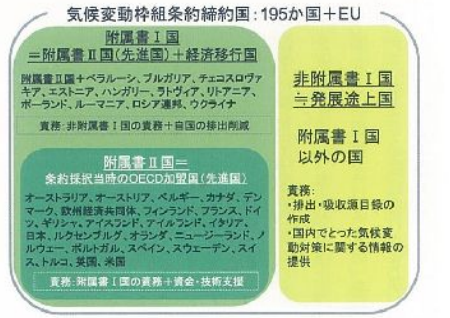 気候変動枠組条約締約国:195か国+EU
附属書Ⅰ国
=附属書Ⅱ国(先進国)+経済移行国
附属書Ⅱ国+ベラルーシ、ブルガリア、チェコスロヴァ
キア、エストニア、ハンガリー、ラトヴィア、リトアニア、
ポーランド、ルーマニア、ロシア連邦、ウクライナ
責務:非附属書Ⅰ国の責務+自国の排出削減
附属書Ⅱ国=
条約採択当時のOECD加盟国(先進国)
オーストラリア、オーストリア、ベルギー、カナダ、デン
マーク、欧州経済共同体、フィンランド、フランス、ドイ
ツ、ギリシャ、アイスランド、アイルランド、イタリア、
日本、ルクセンブルグ、オランダ、ニュージーランド、ノ
ルウェー、ポルトガル、スペイン、スウェーデン、スイ
ス、トルコ、英国、米国
責務:附属書Ⅰ国の責務+資金・技術支援
非附属書Ⅰ国
≒発展途上国
附属書Ⅰ国
以外の国
責務:
・排出・吸収源目録の
作成
・国内でとった気候変
動対策に関する情報の
提供